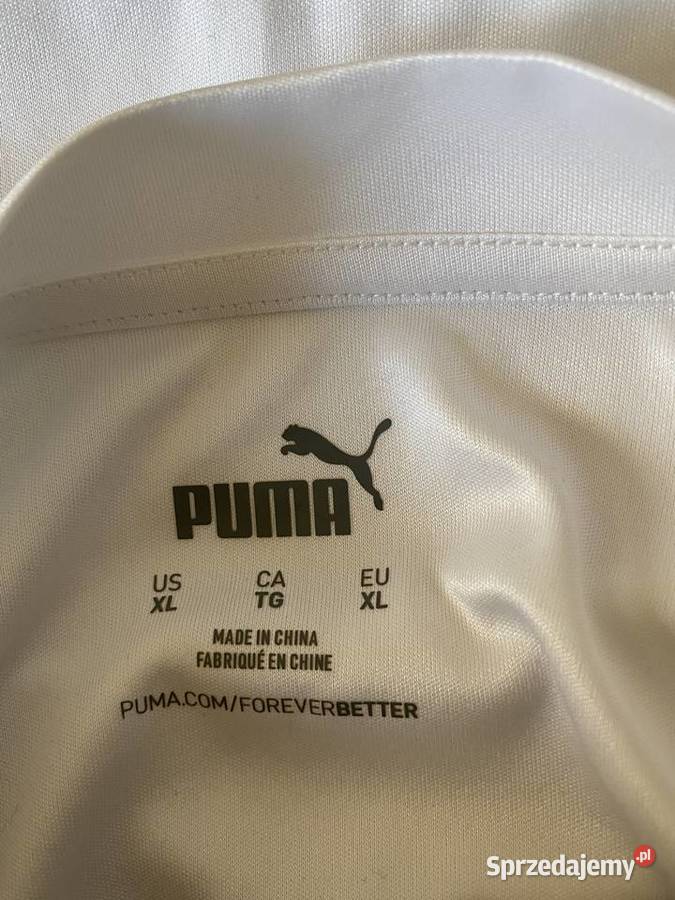 PUMA
US CA EU
XL TG XL
MADE IN CHINA
FABRIQUÉ EN CHINE
PUMA.COM/FOREVERBETTER
Sprzedajemy.pl